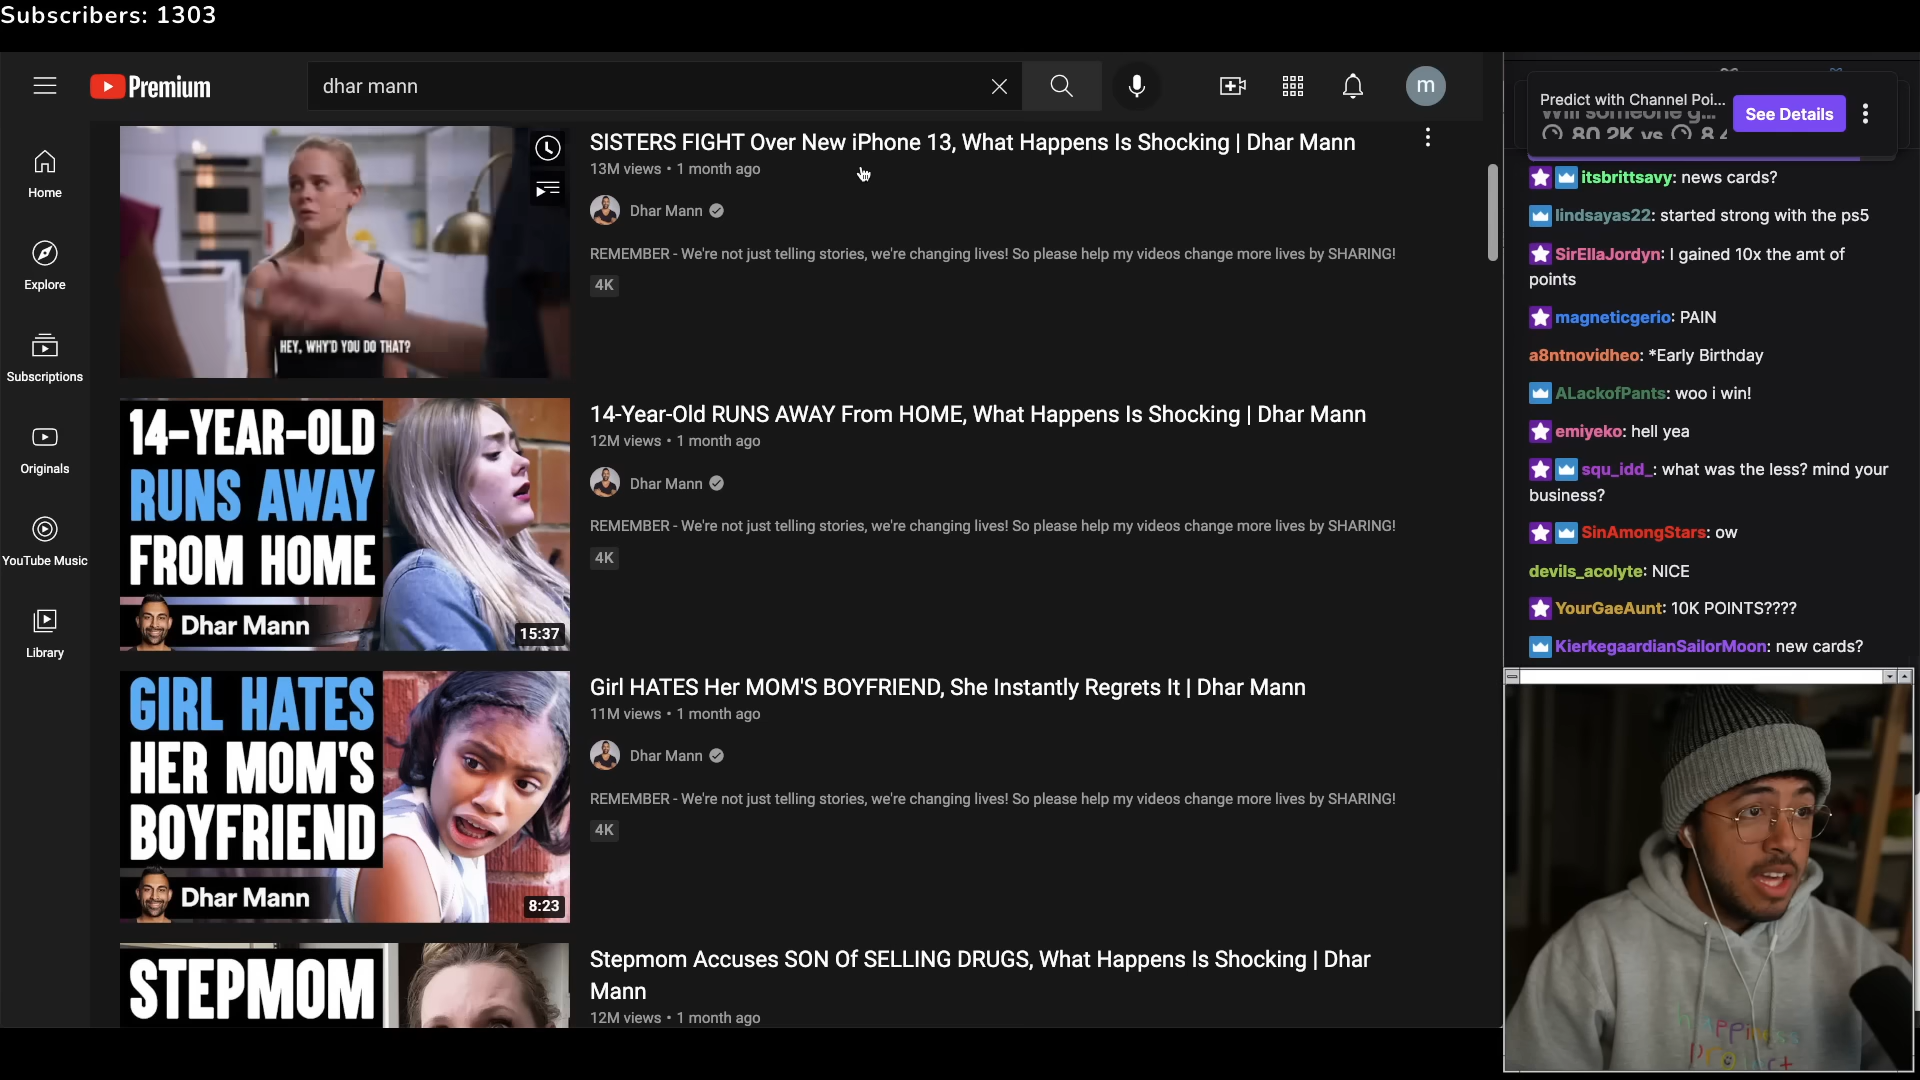 Subscribers: 1303
Premium
dhar mann
m
Home
Explore
Subscriptions
Originals
YouTube Music
Library
HEY, WHY'D YOU DO THAT?
SISTERS FIGHT Over New iPhone 13, What Happens Is Shocking | Dhar Mann
13M views • 1 month ago
Dhar Mann
REMEMBER - We're not just telling stories, we're changing lives! So please help my videos change more lives by SHARING!
4K
14-YEAR-OLD
RUNS AWAY
FROM HOME
Dhar Mann
15:37
14-Year-Old RUNS AWAY From HOME, What Happens Is Shocking | Dhar Mann
12M views • 1 month ago
Dhar Mann
REMEMBER - We're not just telling stories, we're changing lives! So please help my videos change more lives by SHARING!
4K
GIRL HATES
HER MOM'S
BOYFRIEND
Dhar Mann
8:23
Girl HATES Her MOM'S BOYFRIEND, She Instantly Regrets It | Dhar Mann
11M views • 1 month ago
Dhar Mann
REMEMBER - We're not just telling stories, we're changing lives! So please help my videos change more lives by SHARING!
4K
STEPMOM
Stepmom Accuses SON Of SELLING DRUGS, What Happens Is Shocking | Dhar
Mann
12M views • 1 month ago
Predict with Channel Poi...
Will someone g...
80.2K vs
See Details
itsbrittsavy: news cards?
lindsayas22: started strong with the ps5
SirEllaJordyn: I gained 10x the amt of
points
magneticgerio: PAIN
a8ntnovidheo: *Early Birthday
ALackofPants: woo i win!
emiyeko: hell yea
squ_idd_: what was the less? mind your
business?
SinAmongStars: ow
devils_acolyte: NICE
YourGaeAunt: 10K POINTS????
KierkegaardianSailorMoon: new cards?